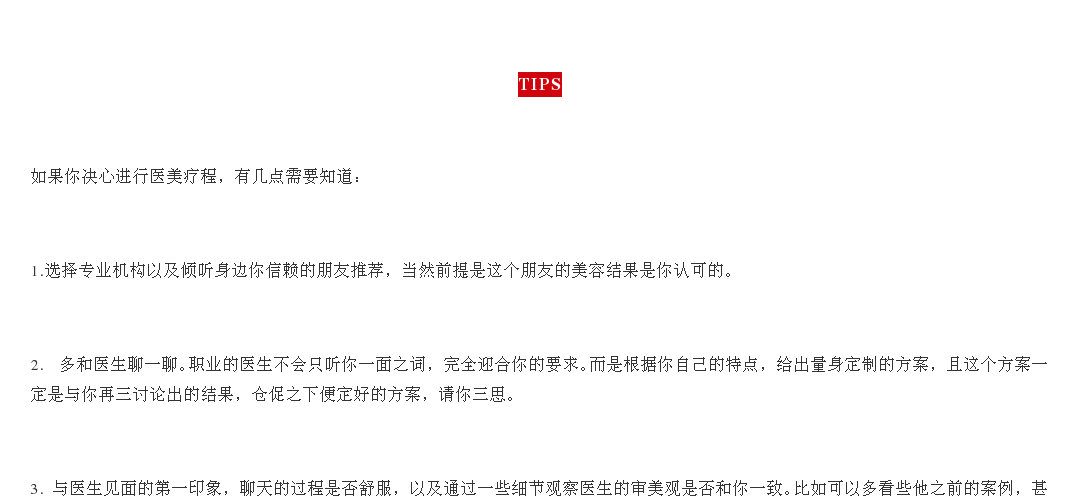 TIPS
如果你决心进行医美疗程，有几点需要知道：
1.选择专业机构以及倾听身边你信赖的朋友推荐，当然前提是这个朋友的美容结果是你认可的。
2. 多和医生聊一聊。职业的医生不会只听你一面之词，完全迎合你的要求。而是根据你自己的特点，给出量身定制的方案，且这个方案一
定是与你再三讨论出的结果，仓促之下便定好的方案，请你三思。
3. 与医生见面的第一印象，聊天的过程是否舒服，以及通过一些细节观察医生的审美观是否和你一致。比如可以多看些他之前的案例，甚